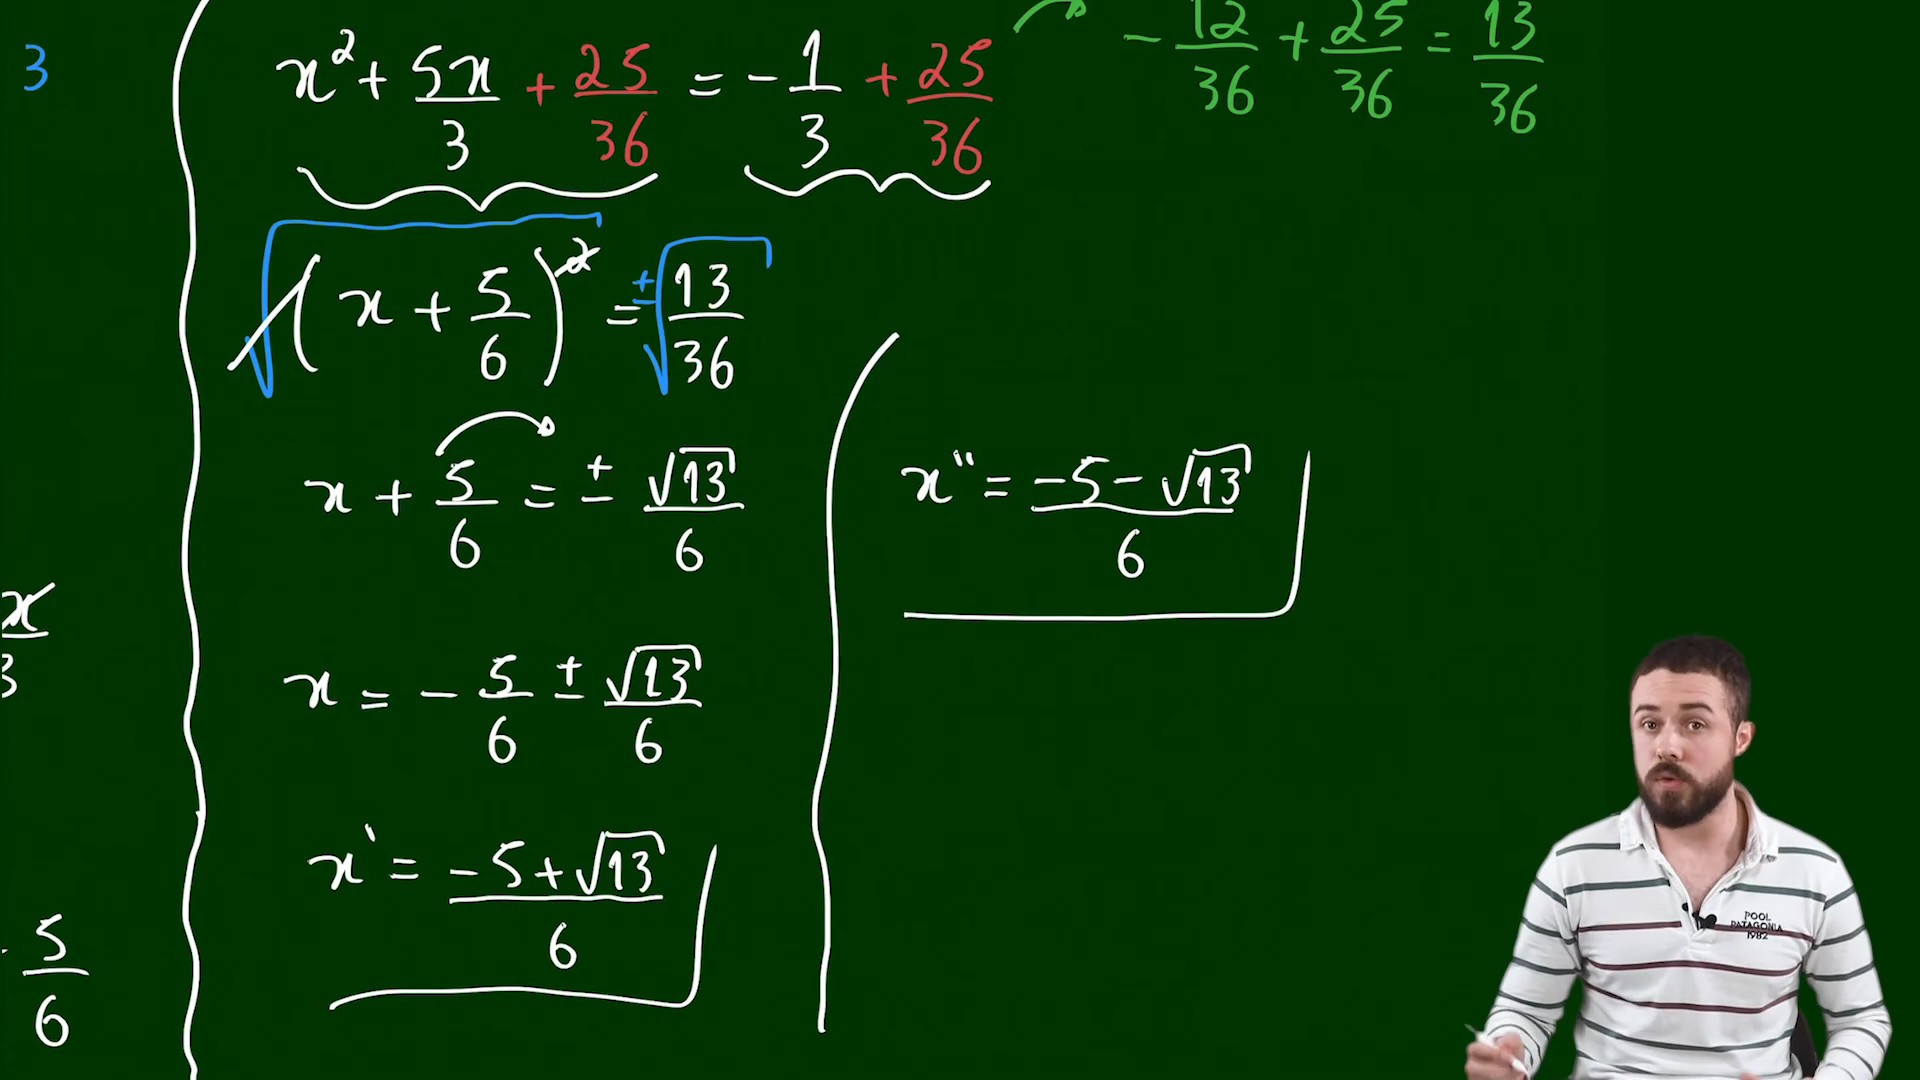 3
x² + 5x/3 + 25/36 = -1/3 + 25/36
-12/36 + 25/36 = 13/36
√(x + 5/6)² = ±√13/36
x + 5/6 = ± √13/6
x = - 5/6 ± √13/6
x' = -5+√13/6
x'' = -5-√13/6
x/3
5/6
POOL
PATAGONIA
1982